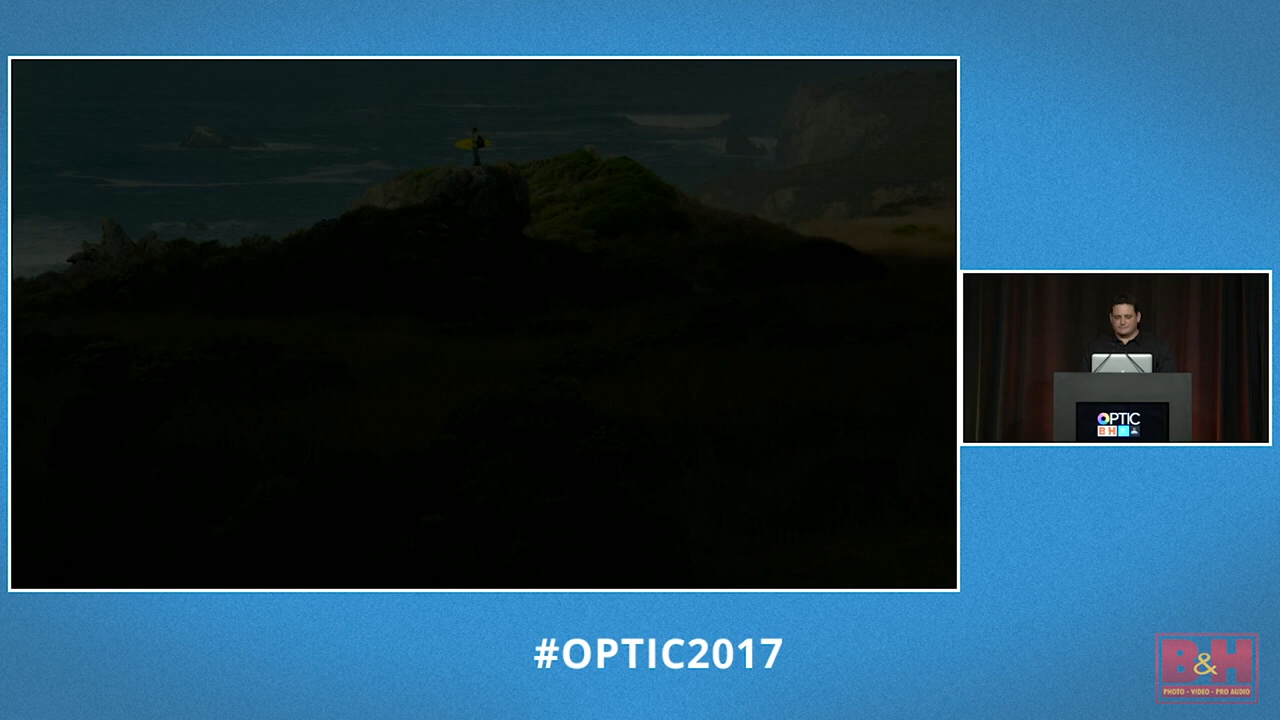 OPTIC
B H
#OPTIC2017
B&H
PHOTO - VIDEO - PRO AUDIO